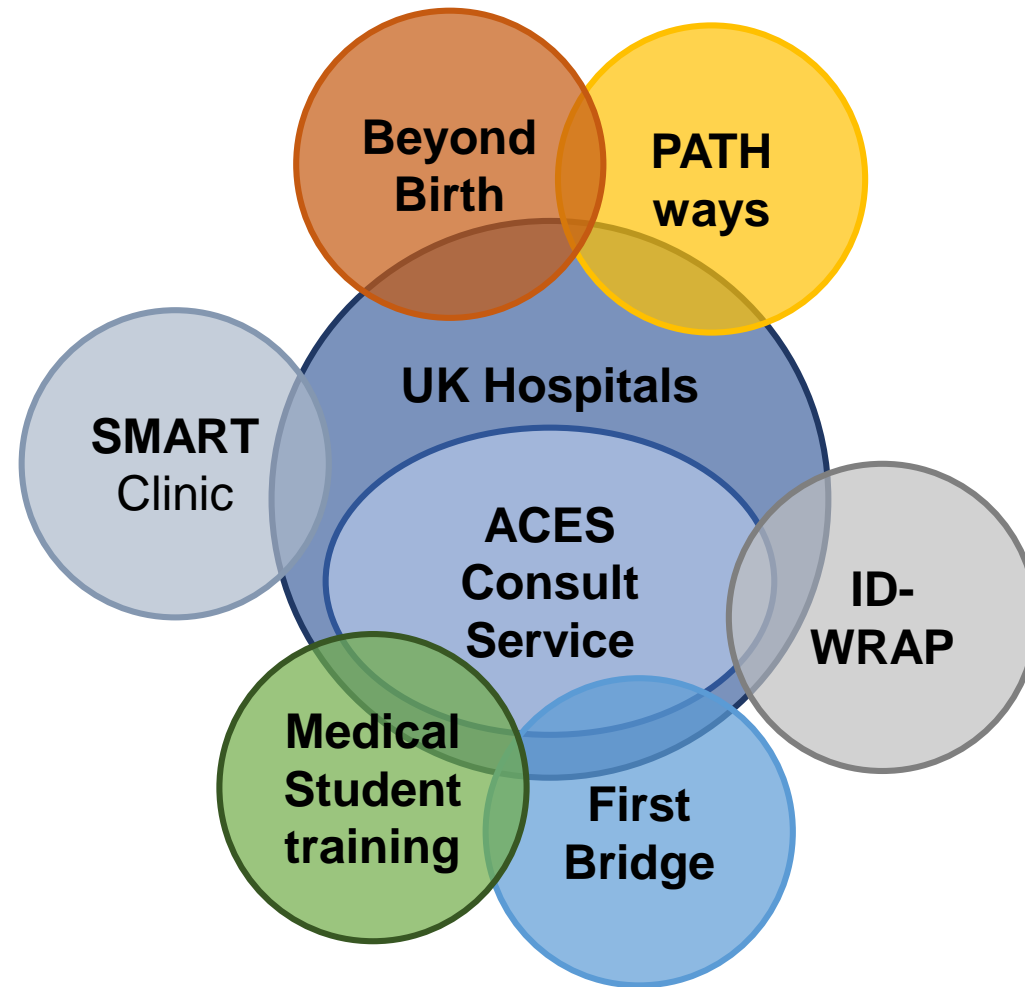 Beyond
Birth
PATH
ways
UK Hospitals
SMART
Clinic
ACES
Consult
Service
ID-
WRAP
Medical
Student
training
First
Bridge